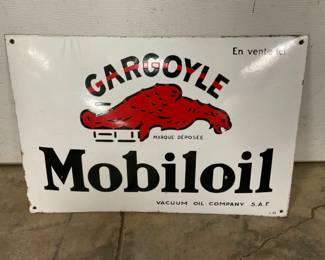 En vente ici
GARGOYLE
MARQUE DÉPOSÉE
Mobiloil
VACUUM OIL COMPANY S.A.F.